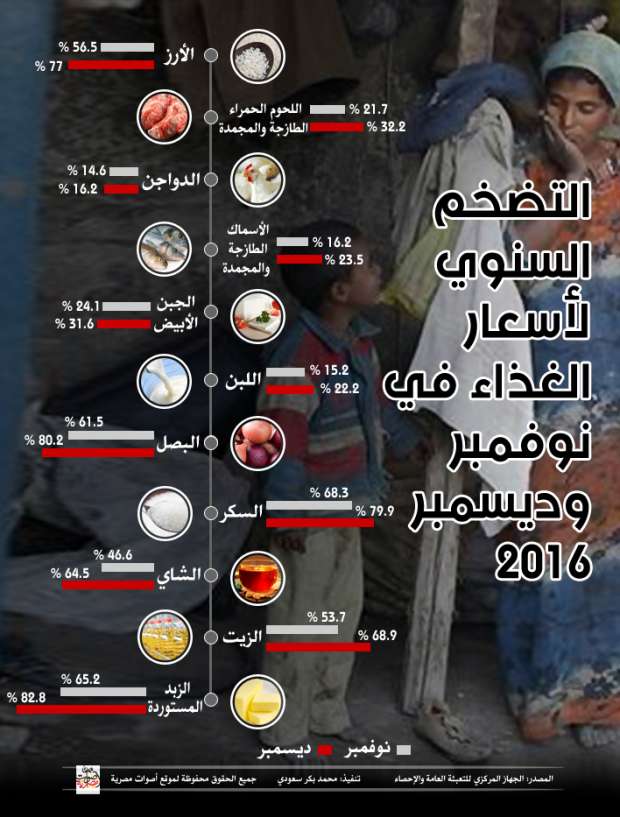 التضخم
السنوي
لأسعار
الغذاء في
نوفمبر
وديسمبر
2016
الأرز
% 56.5
% 77
اللحوم الحمراء
الطازجة والمجمدة
% 21.7
% 32.2
الدواجن
% 14.6
% 16.2
الأسماك
الطازجة
والمجمدة
% 16.2
% 23.5
الجبن
الأبيض
% 24.1
% 31.6
اللبن
% 15.2
% 22.2
البصل
% 61.5
% 80.2
السكر
% 68.3
% 79.9
الشاي
% 46.6
% 64.5
الزيت
% 53.7
% 68.9
الزبد
المستوردة
% 65.2
% 82.8
نوفمبر ديسمبر
المصدر: الجهاز المركزي للتعبئة العامة والإحصاء تنفيذ: محمد بكر سعودي جميع الحقوق محفوظة لموقع أصوات مصرية